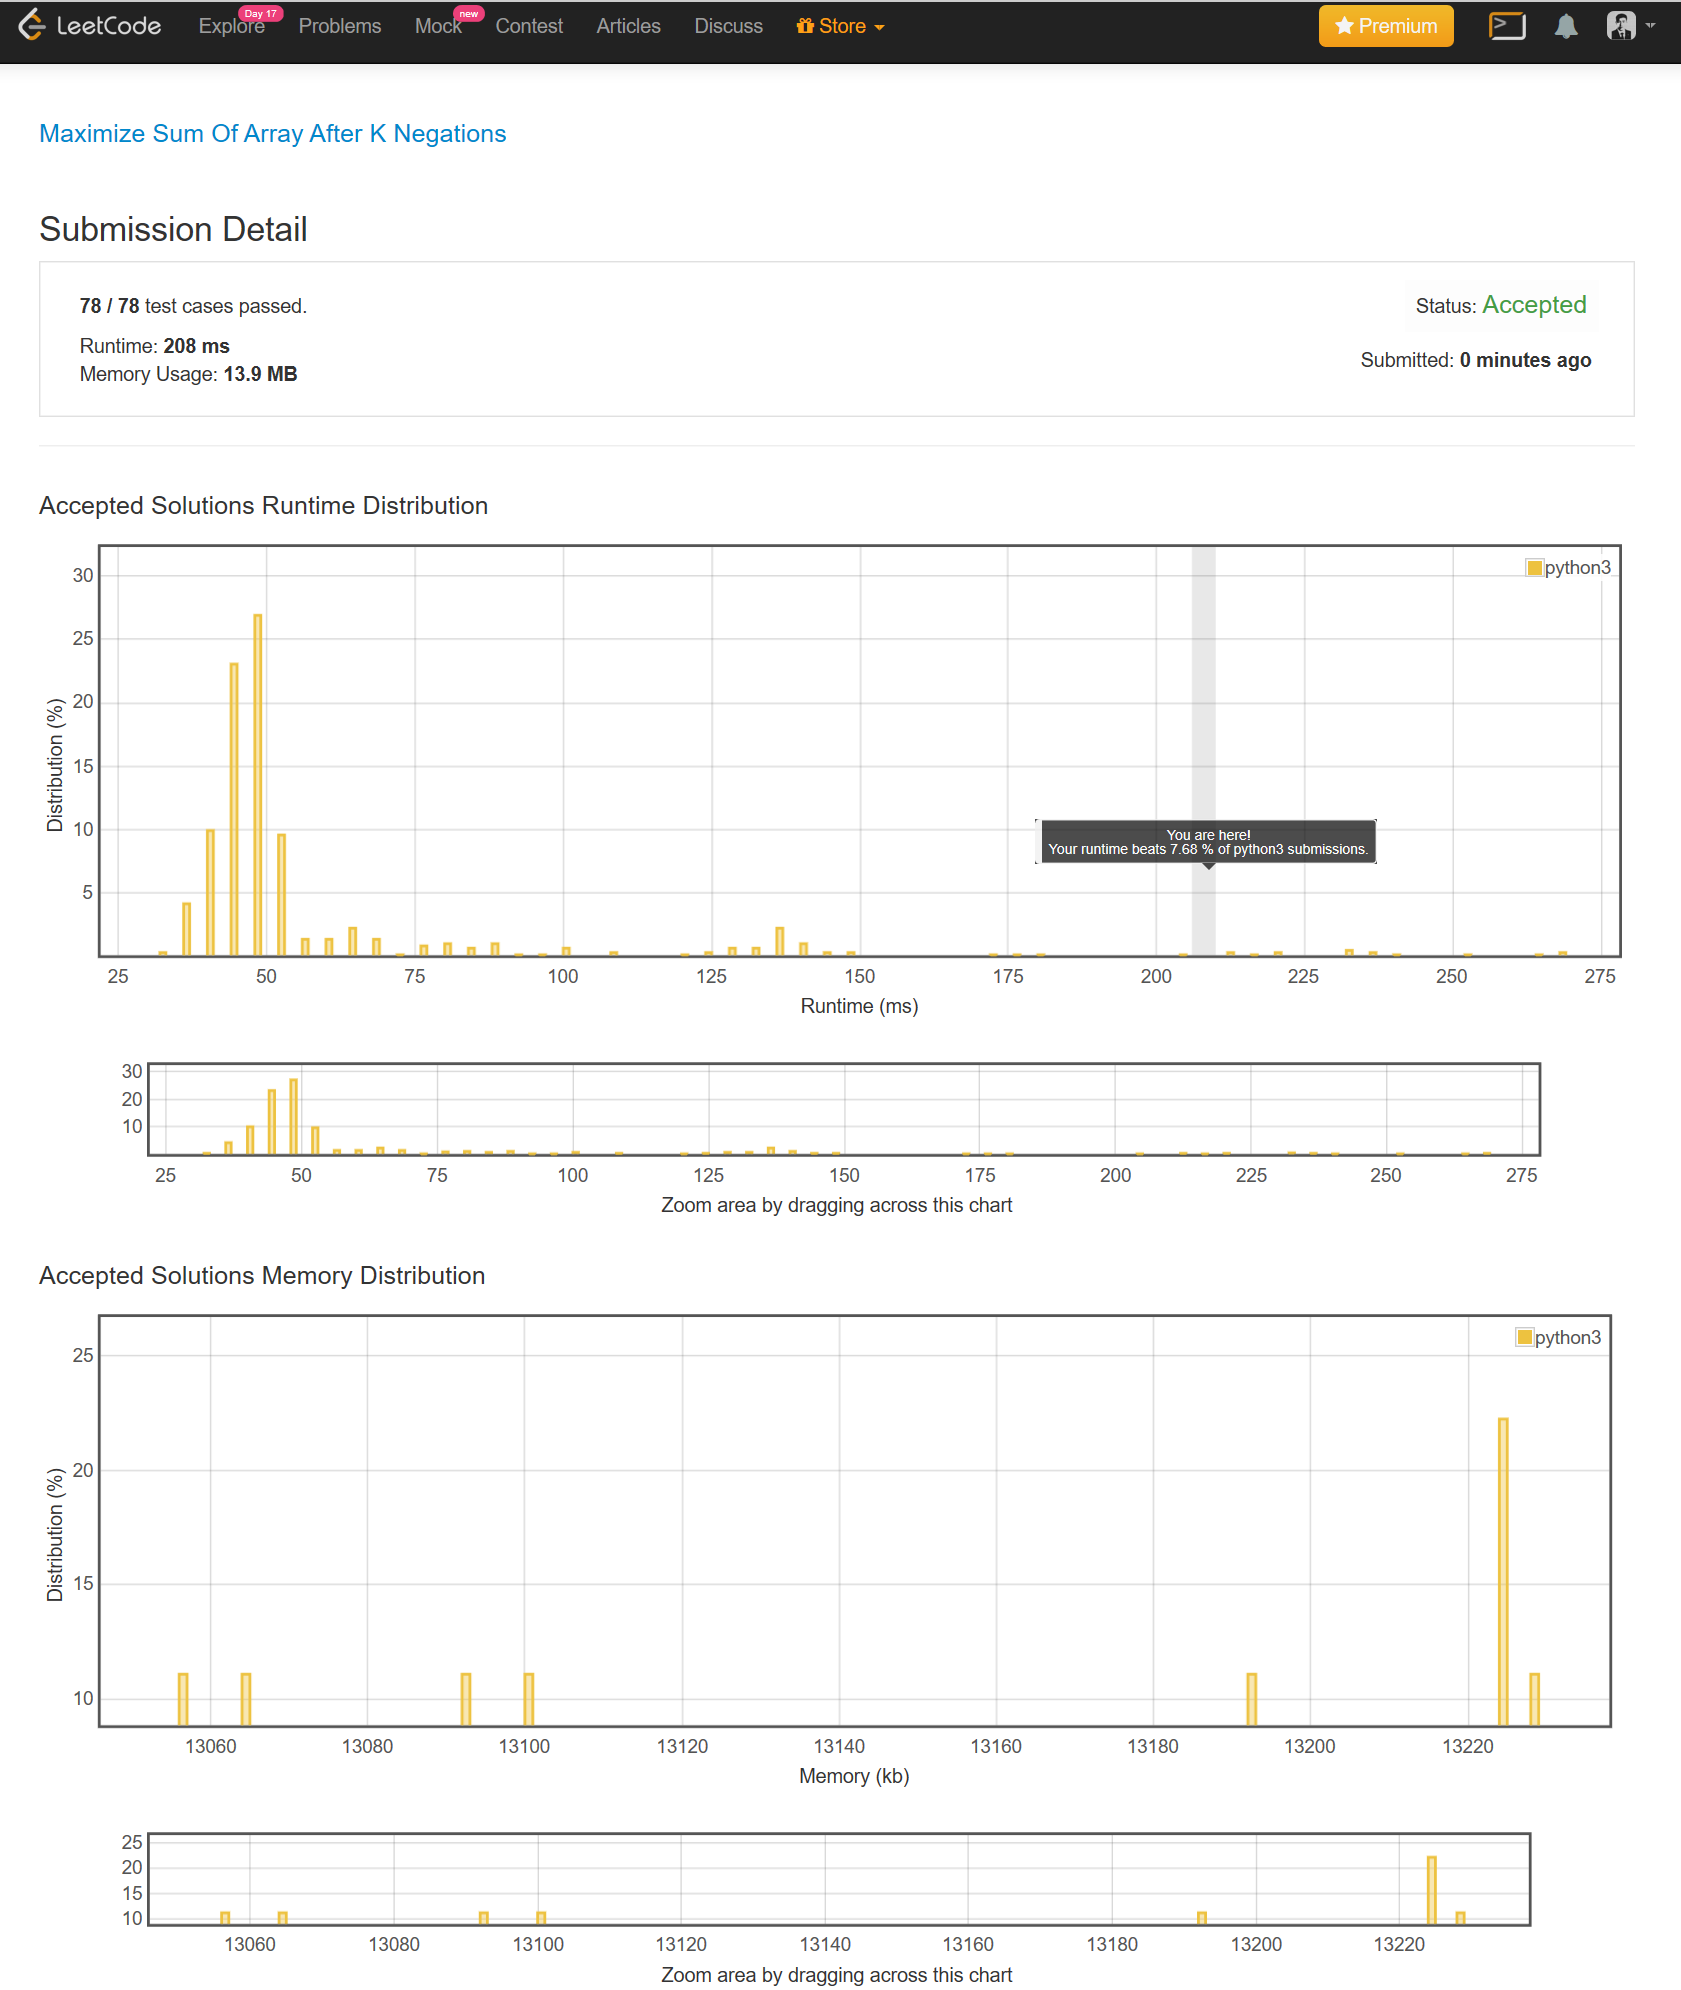 LeetCode Explore Day 17 Problems Mock new Contest Articles Discuss Store Premium
Maximize Sum Of Array After K Negations
Submission Detail
78 / 78 test cases passed.
Status: Accepted
Runtime: 208 ms
Submitted: 0 minutes ago
Memory Usage: 13.9 MB
Accepted Solutions Runtime Distribution
python3
30
25
20
15
10
5
Distribution (%)
You are here!
Your runtime beats 7.68 % of python3 submissions.
25 50 75 100 125 150 175 200 225 250 275
Runtime (ms)
30
20
10
25 50 75 100 125 150 175 200 225 250 275
Zoom area by dragging across this chart
Accepted Solutions Memory Distribution
python3
25
20
15
10
Distribution (%)
13060 13080 13100 13120 13140 13160 13180 13200 13220
Memory (kb)
25
20
15
10
13060 13080 13100 13120 13140 13160 13180 13200 13220
Zoom area by dragging across this chart